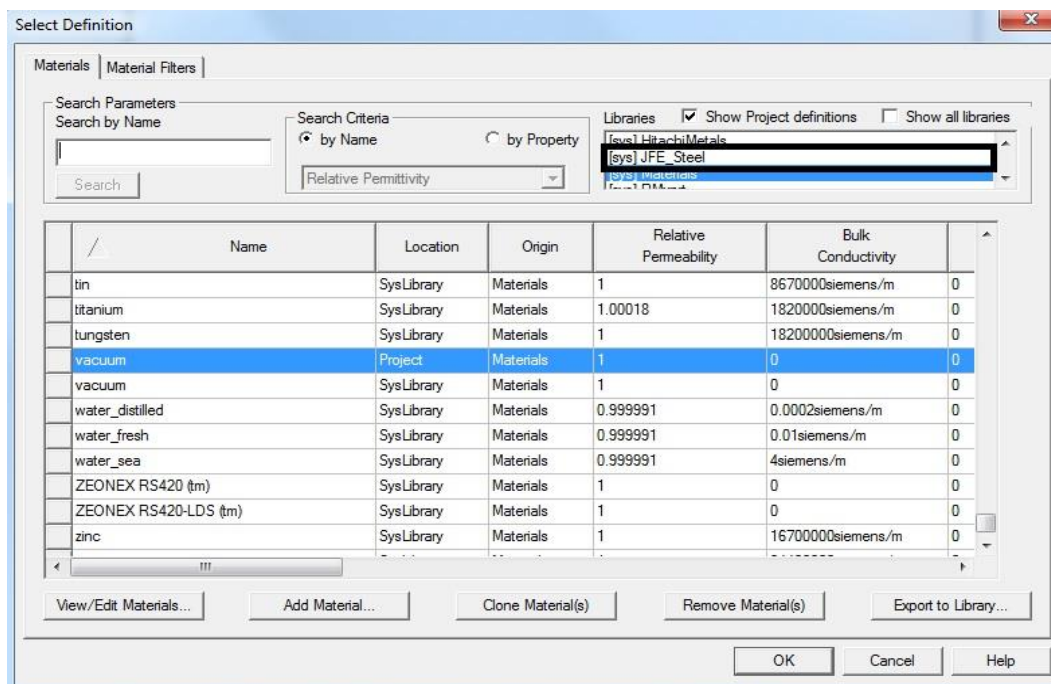 Select Definition
Materials
Material Filters
Search Parameters
Search by Name
Search
Search Criteria
by Name
by Property
Relative Permittivity
Libraries
Show Project definitions
Show all libraries
[sys] HitachiMetals
[sys] JFE_Steel
[sys] Materials
/ Name Location Origin Relative Permeability Bulk Conductivity
tin SysLibrary Materials 1 8670000siemens/m 0
titanium SysLibrary Materials 1.00018 1820000siemens/m 0
tungsten SysLibrary Materials 1 18200000siemens/m 0
vacuum Project Materials 1 0 0
vacuum SysLibrary Materials 1 0 0
water_distilled SysLibrary Materials 0.999991 0.0002siemens/m 0
water_fresh SysLibrary Materials 0.999991 0.01siemens/m 0
water_sea SysLibrary Materials 0.999991 4siemens/m 0
ZEONEX RS420 (tm) SysLibrary Materials 1 0 0
ZEONEX RS420-LDS (tm) SysLibrary Materials 1 0 0
zinc SysLibrary Materials 1 16700000siemens/m 0
View/Edit Materials...
Add Material...
Clone Material(s)
Remove Material(s)
Export to Library...
OK
Cancel
Help